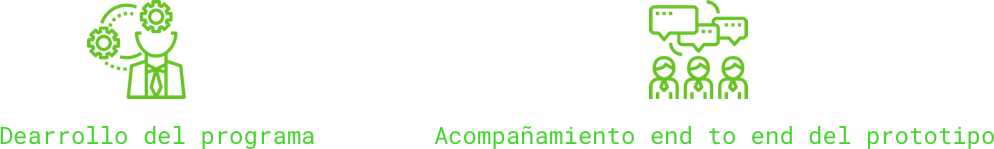 Dearrollo del programa
Acompañamiento end to end del prototipo